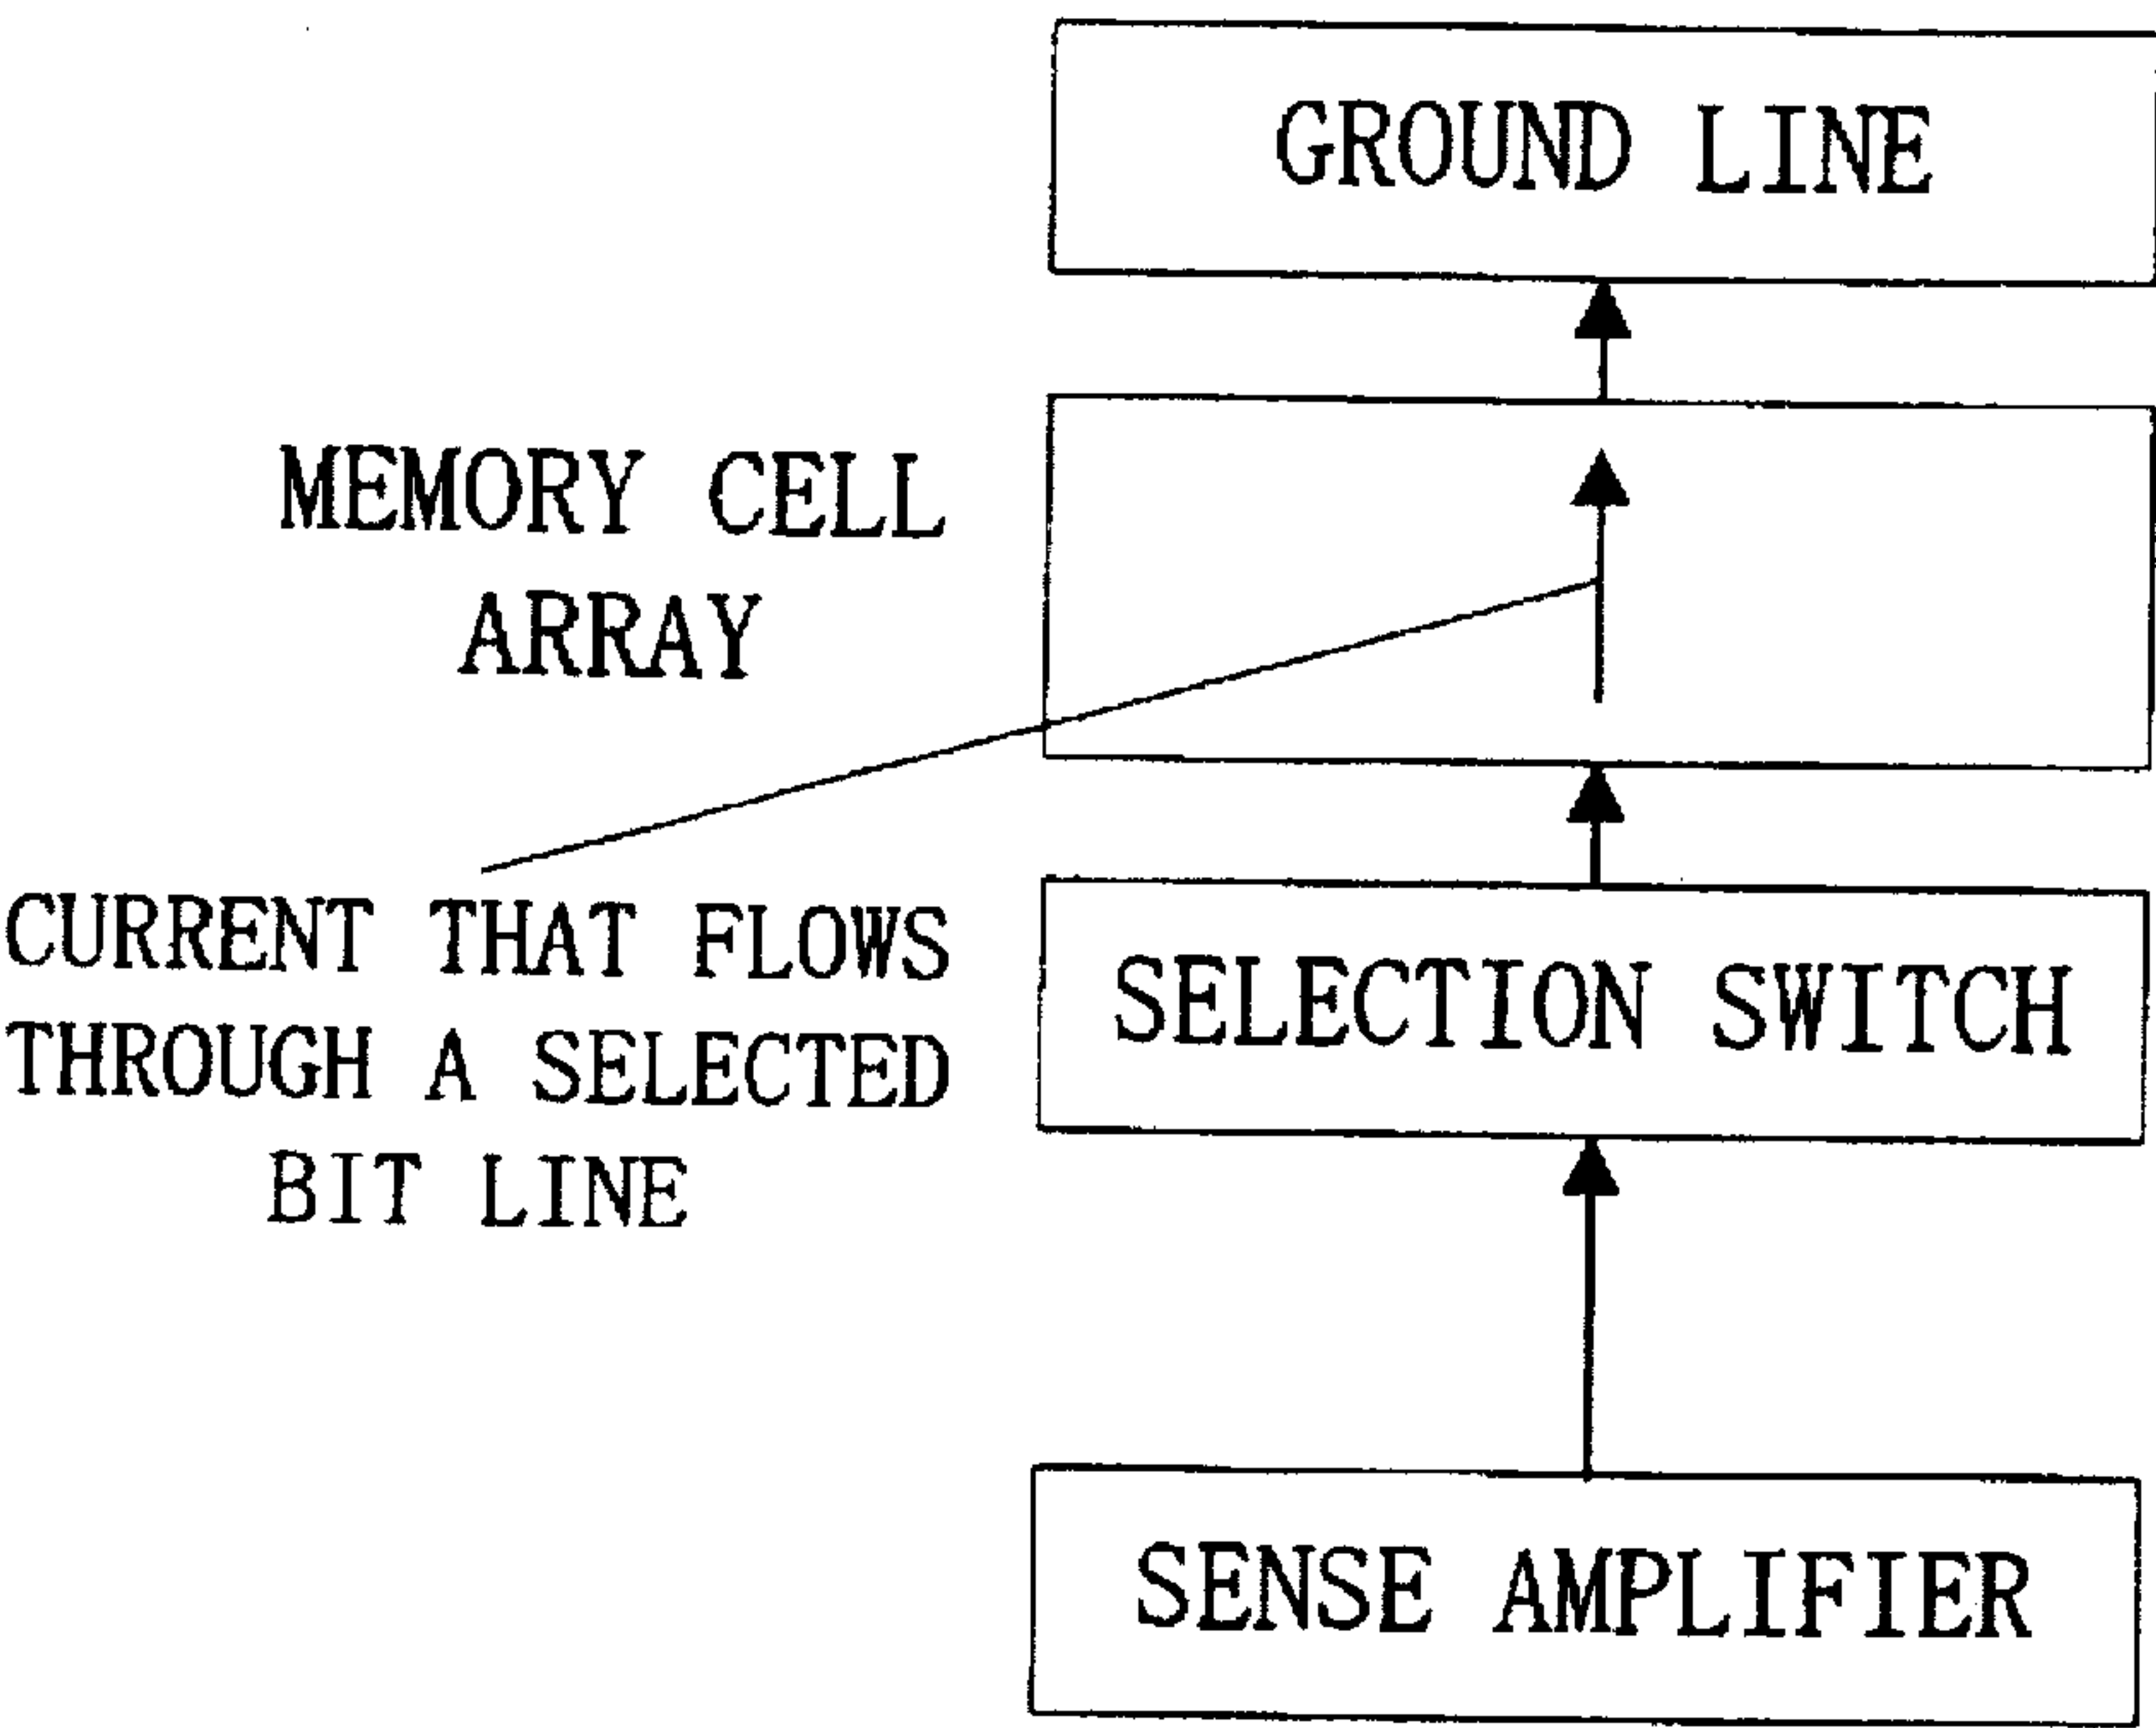 GROUND LINE
MEMORY CELL
ARRAY
CURRENT THAT FLOWS
THROUGH A SELECTED
BIT LINE
SELECTION SWITCH
SENSE AMPLIFIER